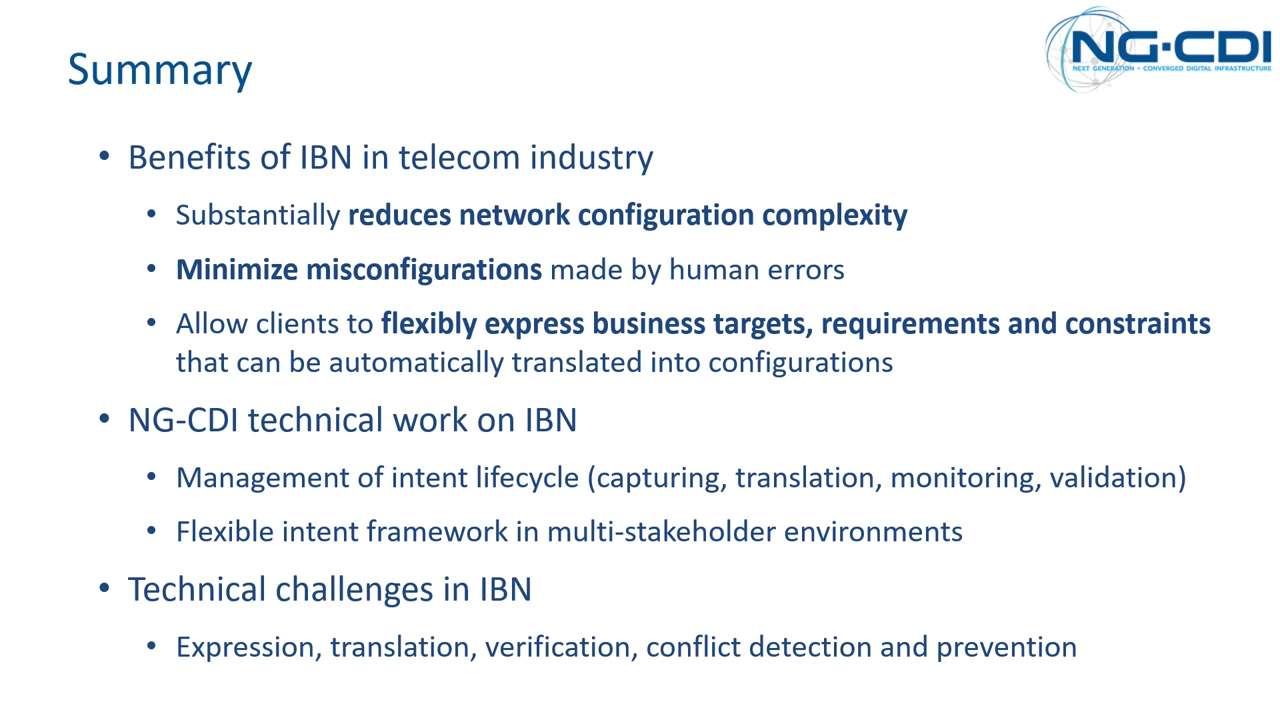 Summary
NG·CDI
NEXT GENERATION • CONVERGED DIGITAL INFRASTRUCTURE
• Benefits of IBN in telecom industry
• Substantially reduces network configuration complexity
• Minimize misconfigurations made by human errors
• Allow clients to flexibly express business targets, requirements and constraints
that can be automatically translated into configurations
• NG-CDI technical work on IBN
• Management of intent lifecycle (capturing, translation, monitoring, validation)
• Flexible intent framework in multi-stakeholder environments
• Technical challenges in IBN
• Expression, translation, verification, conflict detection and prevention